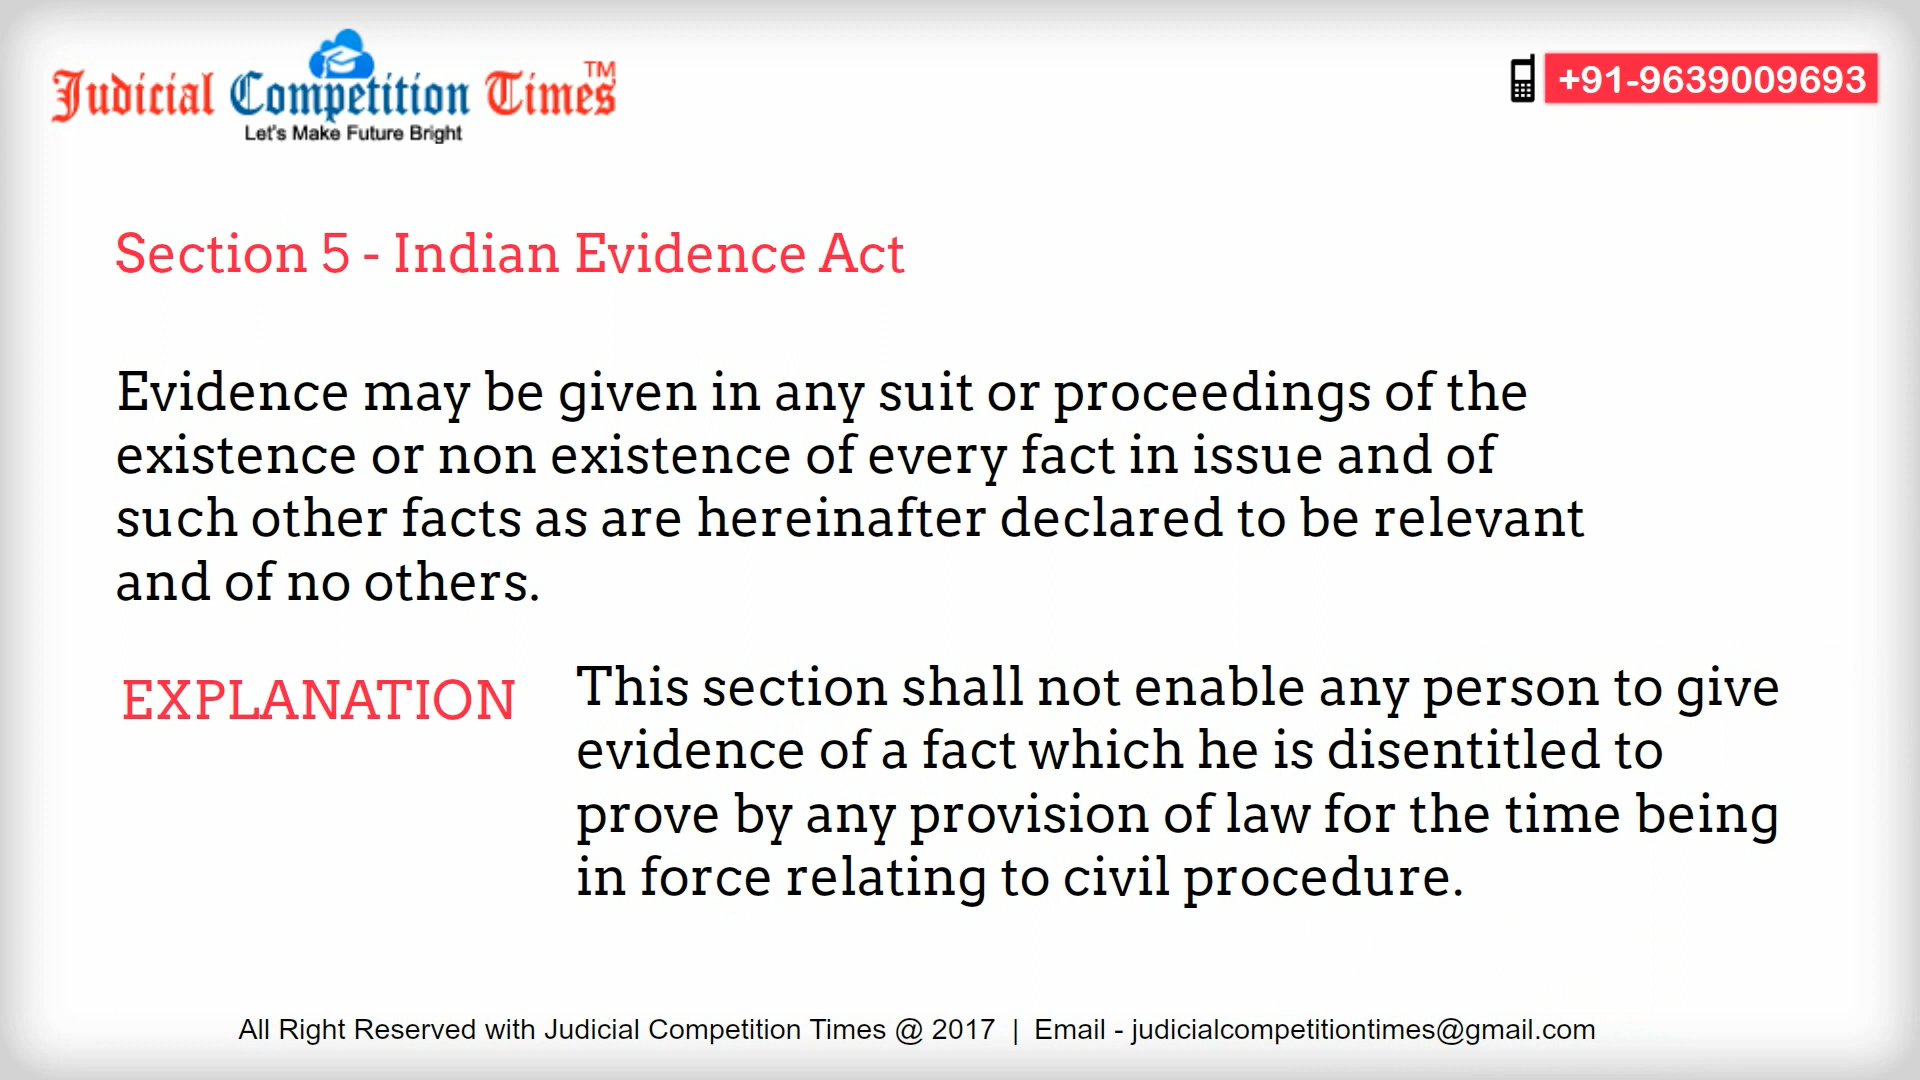 Judicial Competition Times TM
Let's Make Future Bright
+91-9639009693
Section 5 - Indian Evidence Act
Evidence may be given in any suit or proceedings of the
existence or non existence of every fact in issue and of
such other facts as are hereinafter declared to be relevant
and of no others.
EXPLANATION
This section shall not enable any person to give
evidence of a fact which he is disentitled to
prove by any provision of law for the time being
in force relating to civil procedure.
All Right Reserved with Judicial Competition Times @ 2017 | Email - judicialcompetitiontimes@gmail.com